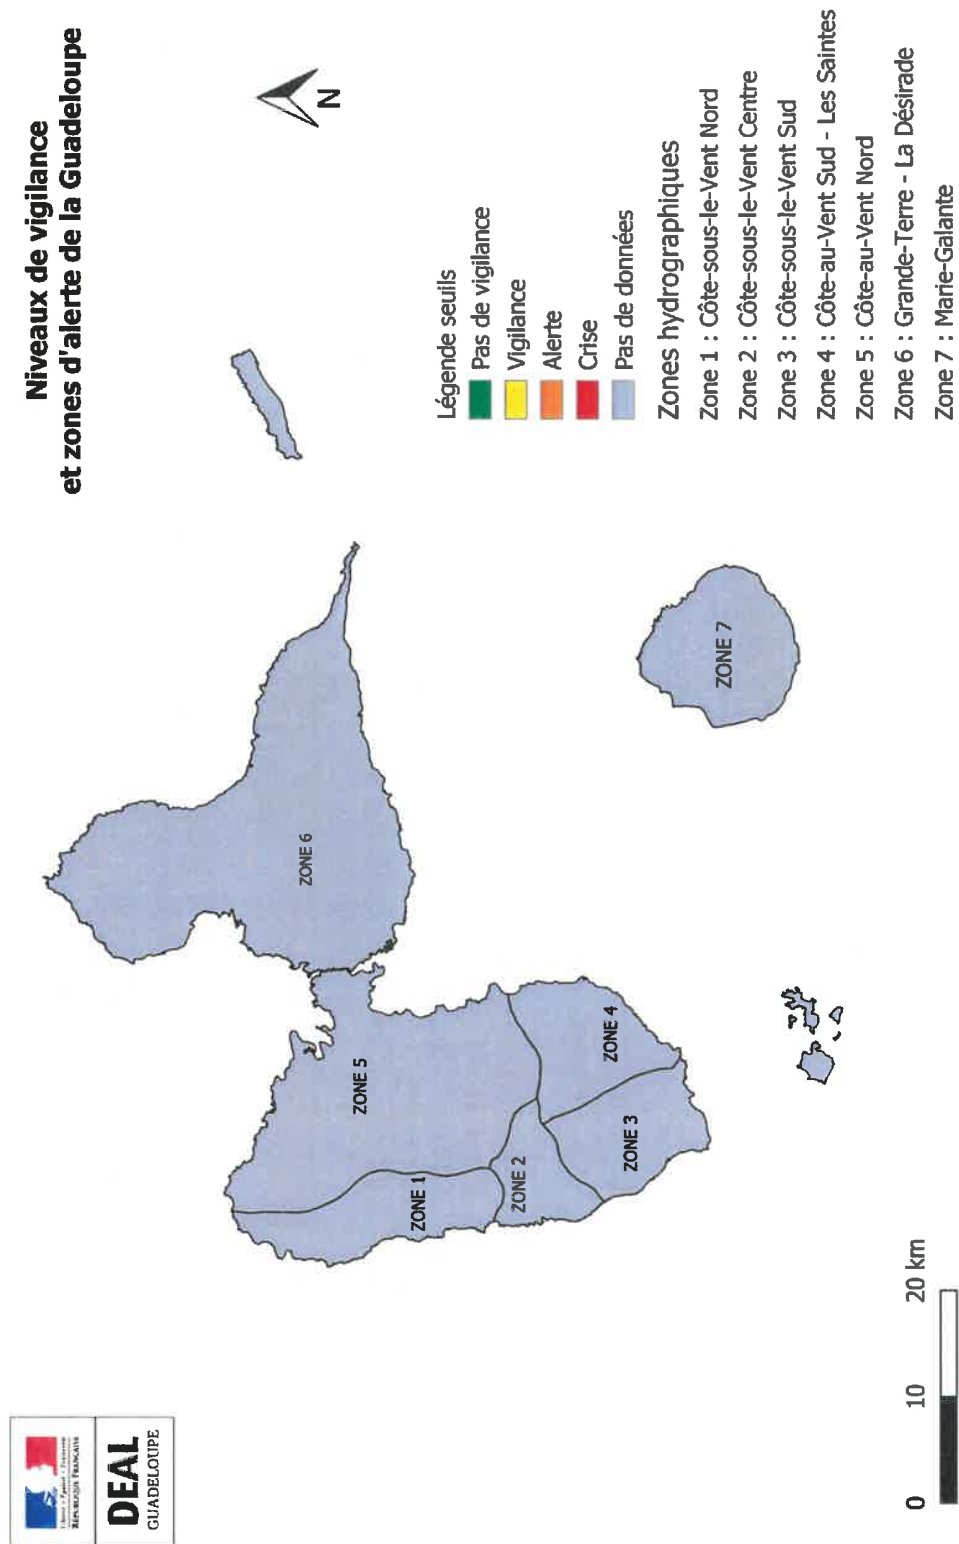 Liberté • Égalité • Fraternité
RÉPUBLIQUE FRANÇAISE
DEAL
GUADELOUPE
Niveaux de vigilance
et zones d'alerte de la Guadeloupe
N
ZONE 6
ZONE 5
ZONE 1
ZONE 2
ZONE 4
ZONE 3
ZONE 7
Légende seuils
Pas de vigilance
Vigilance
Alerte
Crise
Pas de données
Zones hydrographiques
Zone 1 : Côte-sous-le-Vent Nord
Zone 2 : Côte-sous-le-Vent Centre
Zone 3 : Côte-sous-le-Vent Sud
Zone 4 : Côte-au-Vent Sud - Les Saintes
Zone 5 : Côte-au-Vent Nord
Zone 6 : Grande-Terre - La Désirade
Zone 7 : Marie-Galante
0 10 20 km